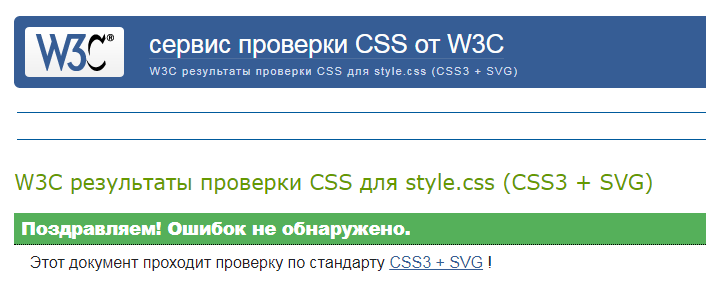 W3C®
сервис проверки CSS от W3C
W3C результаты проверки CSS для style.css (CSS3 + SVG)
W3C результаты проверки CSS для style.css (CSS3 + SVG)
Поздравляем! Ошибок не обнаружено.
Этот документ проходит проверку по стандарту CSS3 + SVG !